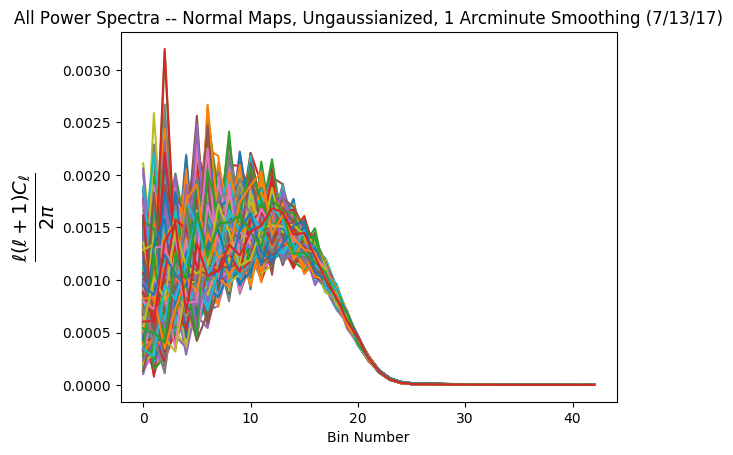 All Power Spectra -- Normal Maps, Ungaussianized, 1 Arcminute Smoothing (7/13/17)
0.0030
0.0025
0.0020
0.0015
0.0010
0.0005
0.0000
ℓ(ℓ + 1)Cℓ
2π
0 10 20 30 40
Bin Number